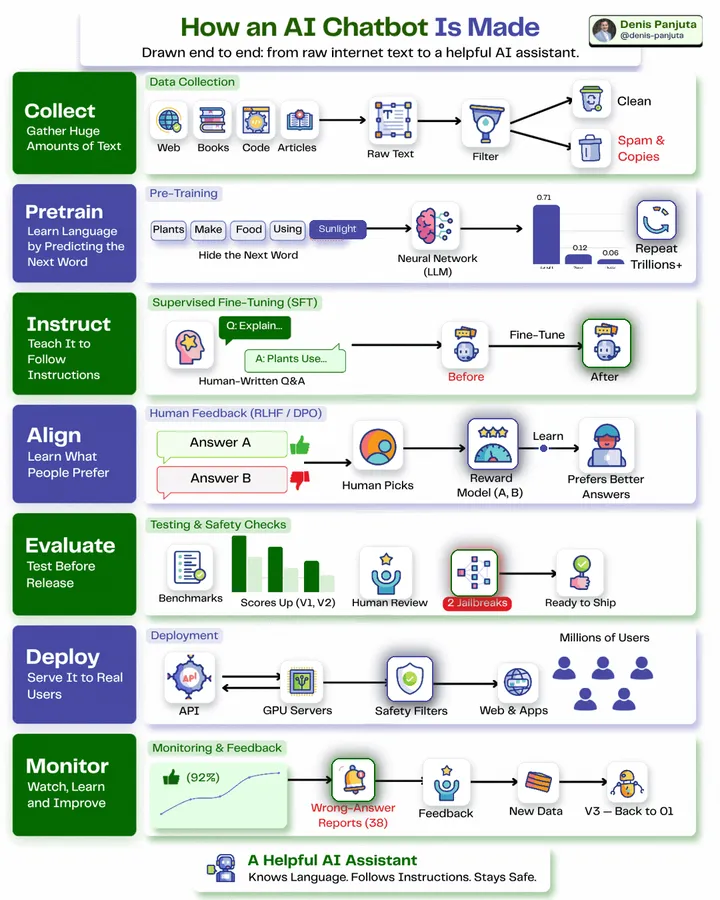 How an AI Chatbot Is Made
Denis Panjuta
@denis-panjuta
Drawn end to end: from raw internet text to a helpful AI assistant.
Collect
Gather Huge
Amounts of Text
Data Collection
Web
Books
Code
Articles
Raw Text
Filter
Clean
Spam &
Copies
Pretrain
Learn Language
by Predicting the
Next Word
Pre-Training
Plants
Make
Food
Using
Sunlight
Hide the Next Word
Neural Network
(LLM)
0.71
0.12
0.06
Repeat
Trillions+
Instruct
Teach It to
Follow
Instructions
Supervised Fine-Tuning (SFT)
Q: Explain...
A: Plants Use...
Human-Written Q&A
Before
Fine-Tune
After
Align
Learn What
People Prefer
Human Feedback (RLHF / DPO)
Answer A
Answer B
Human Picks
Reward
Model (A, B)
Learn
Prefers Better
Answers
Evaluate
Test Before
Release
Testing & Safety Checks
Benchmarks
Scores Up (V1, V2)
Human Review
2 Jailbreaks
Ready to Ship
Deploy
Serve It to Real
Users
Deployment
API
API
GPU Servers
Safety Filters
Web & Apps
Millions of Users
Monitor
Watch, Learn
and Improve
Monitoring & Feedback
(92%)
Wrong-Answer
Reports (38)
Feedback
New Data
V3 – Back to 01
A Helpful AI Assistant
Knows Language. Follows Instructions. Stays Safe.